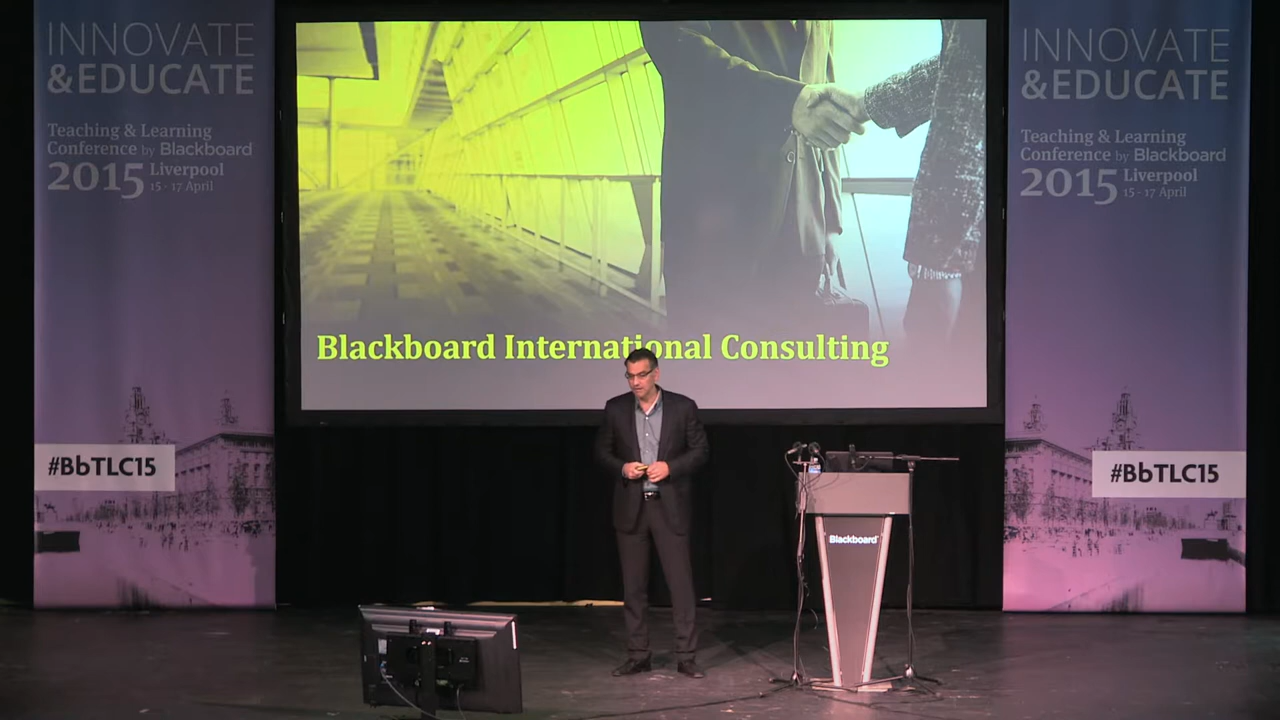 INNOVATE
&EDUCATE
Teaching & Learning
Conference by Blackboard
2015 Liverpool
15 - 17 April
#BbTLC15
Blackboard International Consulting
Blackboard
INNOVATE
&EDUCATE
Teaching & Learning
Conference by Blackboard
2015 Liverpool
15 - 17 April
#BbTLC15